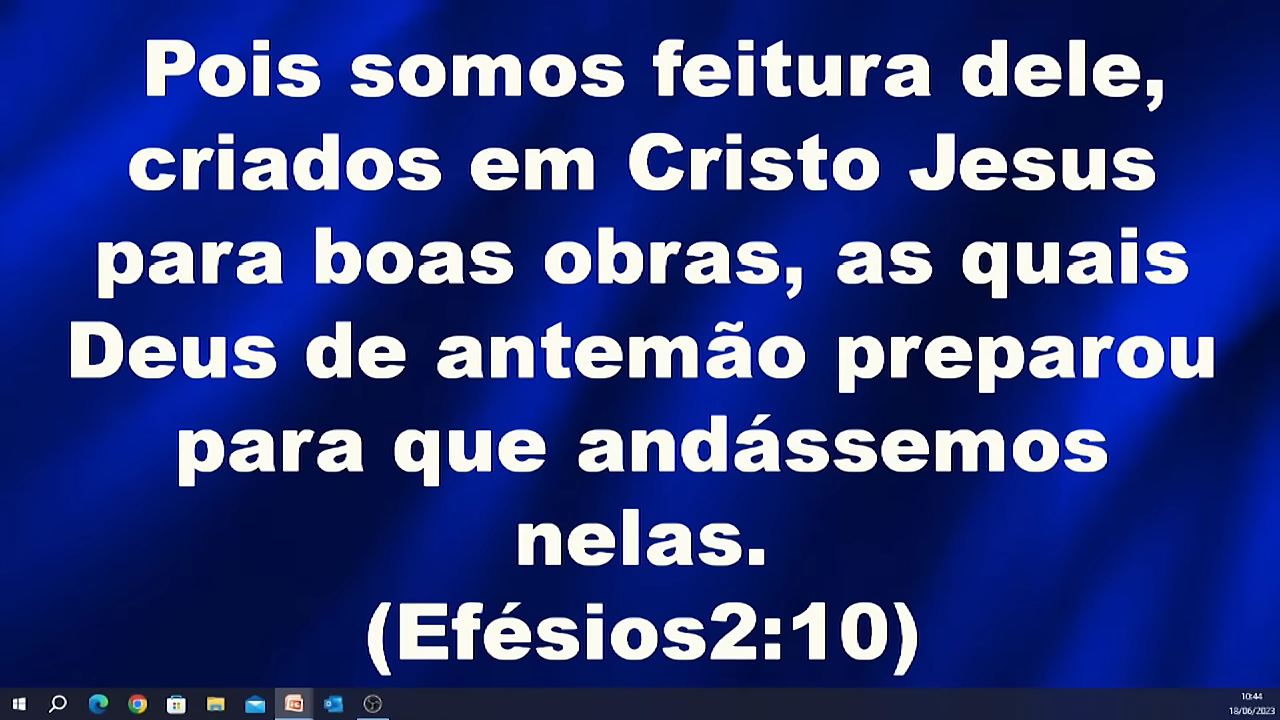 Pois somos feitura dele,
criados em Cristo Jesus
para boas obras, as quais
Deus de antemão preparou
para que andássemos
nelas.
(Efésios2:10)
10:44
18/06/2023